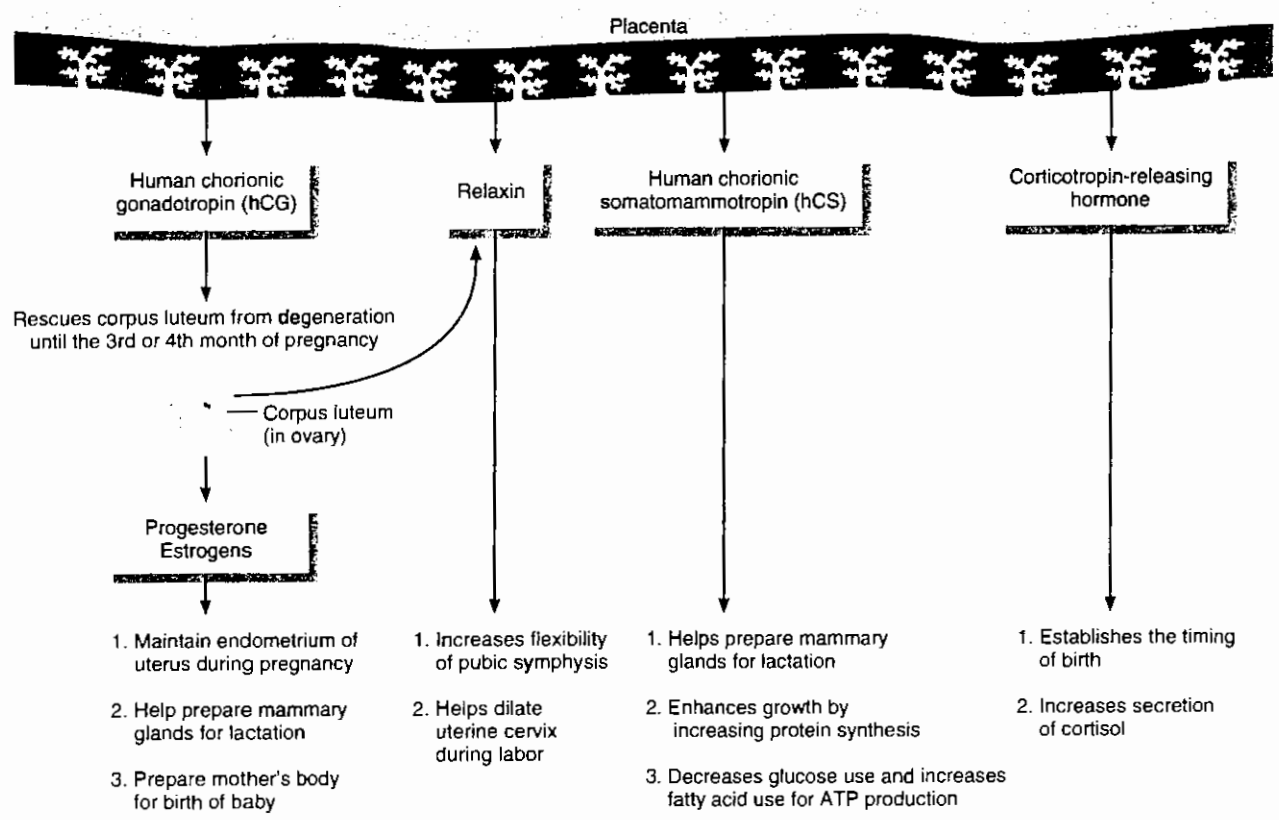 Placenta
Human chorionic
gonadotropin (hCG)
Relaxin
Human chorionic
somatomammotropin (hCS)
Corticotropin-releasing
hormone
Rescues corpus luteum from degeneration
until the 3rd or 4th month of pregnancy
Corpus luteum
(in ovary)
Progesterone
Estrogens
1. Maintain endometrium of
uterus during pregnancy
2. Help prepare mammary
glands for lactation
3. Prepare mother's body
for birth of baby
1. Increases flexibility
of pubic symphysis
2. Helps dilate
uterine cervix
during labor
1. Helps prepare mammary
glands for lactation
2. Enhances growth by
increasing protein synthesis
3. Decreases glucose use and increases
fatty acid use for ATP production
1. Establishes the timing
of birth
2. Increases secretion
of cortisol